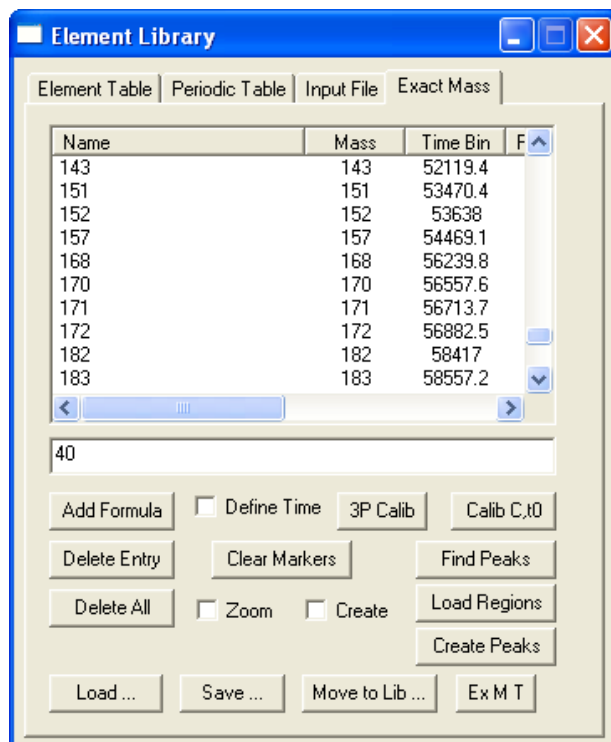 Element Library
Element Table Periodic Table Input File Exact Mass
Name Mass Time Bin F
143 143 52119.4
151 151 53470.4
152 152 53638
157 157 54469.1
168 168 56239.8
170 170 56557.6
171 171 56713.7
172 172 56882.5
182 182 58417
183 183 58557.2
40
Add Formula Define Time 3P Calib Calib C,t0
Delete Entry Clear Markers Find Peaks
Delete All Zoom Create Load Regions
Create Peaks
Load ... Save ... Move to Lib ... Ex M T